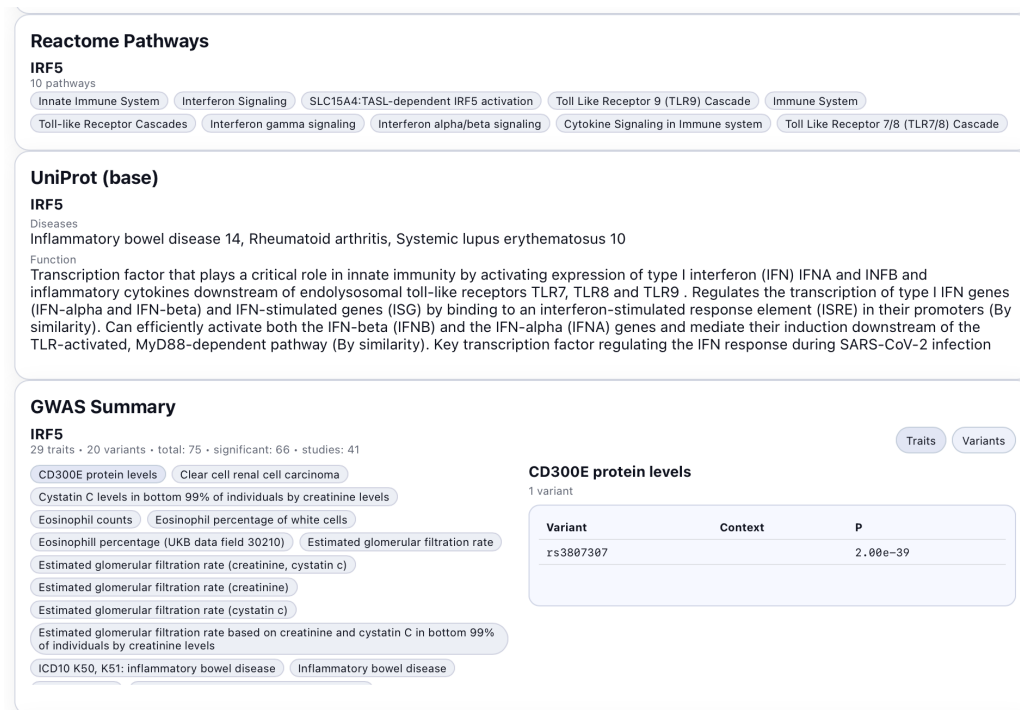 Reactome Pathways
IRF5
10 pathways
Innate Immune System
Interferon Signaling
SLC15A4:TASL-dependent IRF5 activation
Toll Like Receptor 9 (TLR9) Cascade
Immune System
Toll-like Receptor Cascades
Interferon gamma signaling
Interferon alpha/beta signaling
Cytokine Signaling in Immune system
Toll Like Receptor 7/8 (TLR7/8) Cascade
UniProt (base)
IRF5
Diseases
Inflammatory bowel disease 14, Rheumatoid arthritis, Systemic lupus erythematosus 10
Function
Transcription factor that plays a critical role in innate immunity by activating expression of type I interferon (IFN) IFNA and INFB and
inflammatory cytokines downstream of endolysosomal toll-like receptors TLR7, TLR8 and TLR9 . Regulates the transcription of type I IFN genes
(IFN-alpha and IFN-beta) and IFN-stimulated genes (ISG) by binding to an interferon-stimulated response element (ISRE) in their promoters (By
similarity). Can efficiently activate both the IFN-beta (IFNB) and the IFN-alpha (IFNA) genes and mediate their induction downstream of the
TLR-activated, MyD88-dependent pathway (By similarity). Key transcription factor regulating the IFN response during SARS-CoV-2 infection
GWAS Summary
IRF5
29 traits • 20 variants • total: 75 • significant: 66 • studies: 41
Traits
Variants
CD300E protein levels
Clear cell renal cell carcinoma
Cystatin C levels in bottom 99% of individuals by creatinine levels
Eosinophil counts
Eosinophil percentage of white cells
Eosinophill percentage (UKB data field 30210)
Estimated glomerular filtration rate
Estimated glomerular filtration rate (creatinine, cystatin c)
Estimated glomerular filtration rate (creatinine)
Estimated glomerular filtration rate (cystatin c)
Estimated glomerular filtration rate based on creatinine and cystatin C in bottom 99%
of individuals by creatinine levels
ICD10 K50, K51: inflammatory bowel disease
Inflammatory bowel disease
CD300E protein levels
1 variant
Variant Context P
rs3807307 2.00e-39